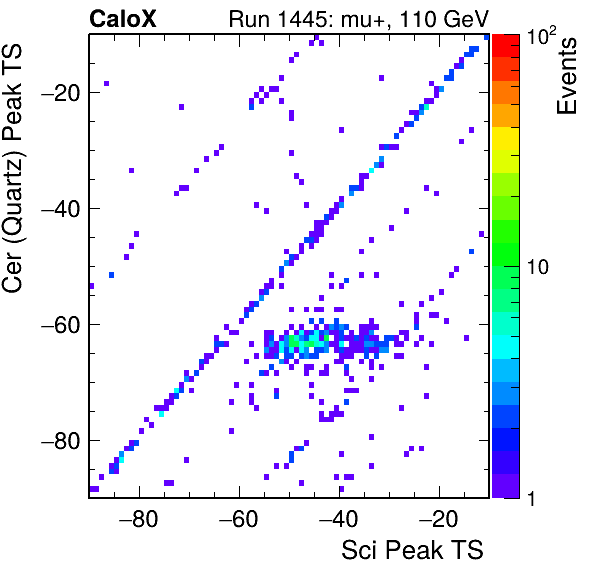 CaloX Run 1445: mu+, 110 GeV
Cer (Quartz) Peak TS
−20
−40
−60
−80
−80 −60 −40 −20
Sci Peak TS
10²
10
1
Events